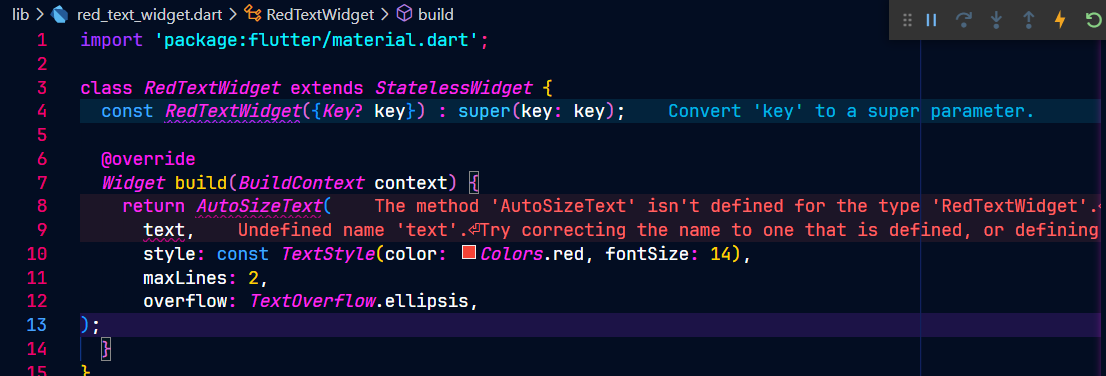 lib > red_text_widget.dart > RedTextWidget > build
1 import 'package:flutter/material.dart';
2
3 class RedTextWidget extends StatelessWidget {
4 const RedTextWidget({Key? key}) : super(key: key); Convert 'key' to a super parameter.
5
6 @override
7 Widget build(BuildContext context) {
8 return AutoSizeText( The method 'AutoSizeText' isn't defined for the type 'RedTextWidget'.
9 text, Undefined name 'text'.⏎Try correcting the name to one that is defined, or defining
10 style: const TextStyle(color: Colors.red, fontSize: 14),
11 maxLines: 2,
12 overflow: TextOverflow.ellipsis,
13 );
14 }
15 }